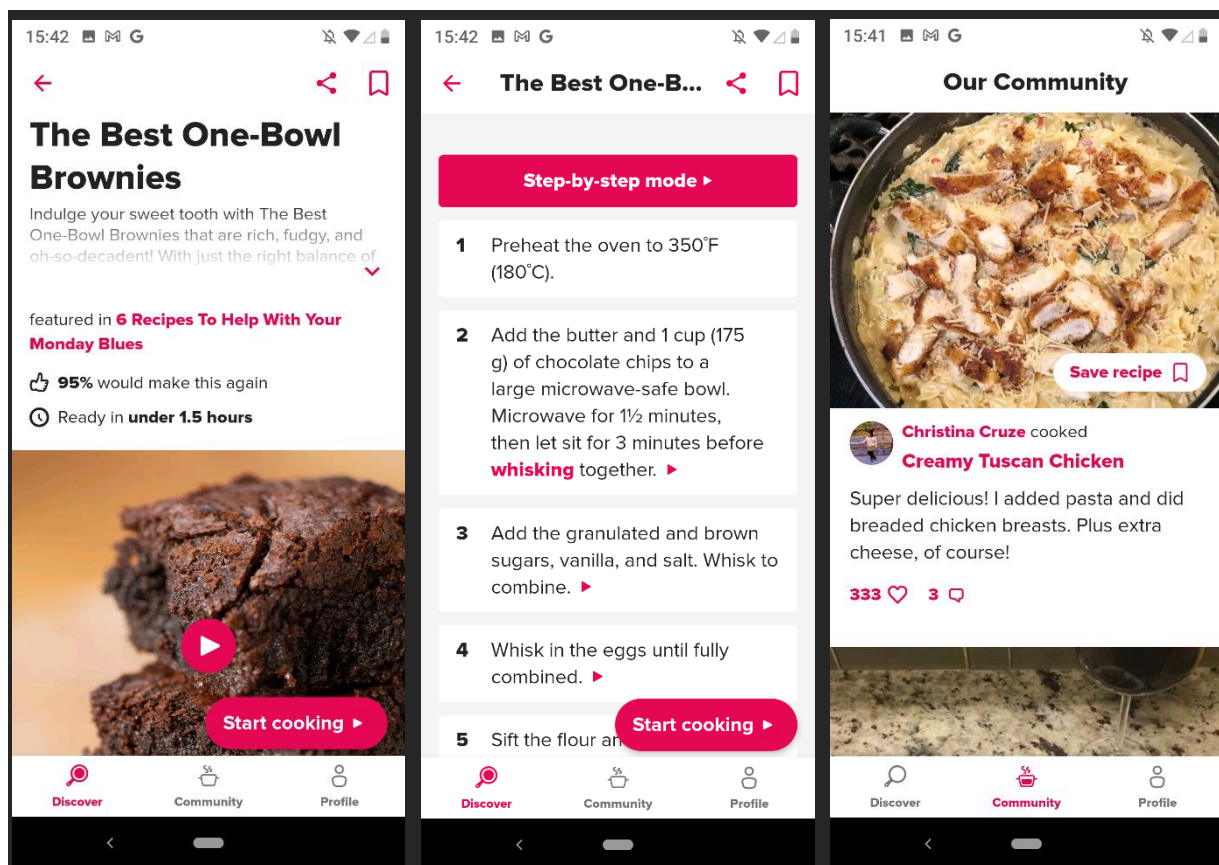 15:42
The Best One-Bowl
Brownies
Indulge your sweet tooth with The Best
One-Bowl Brownies that are rich, fudgy, and
oh-so-decadent! With just the right balance of
featured in 6 Recipes To Help With Your
Monday Blues
95% would make this again
Ready in under 1.5 hours
Start cooking
Discover
Community
Profile
15:42
The Best One-B...
Step-by-step mode
1 Preheat the oven to 350°F
(180°C).
2 Add the butter and 1 cup (175
g) of chocolate chips to a
large microwave-safe bowl.
Microwave for 1½ minutes,
then let sit for 3 minutes before
whisking together.
3 Add the granulated and brown
sugars, vanilla, and salt. Whisk to
combine.
4 Whisk in the eggs until fully
combined.
5 Sift the flour an
Start cooking
Discover
Community
Profile
15:41
Our Community
Save recipe
Christina Cruze cooked
Creamy Tuscan Chicken
Super delicious! I added pasta and did
breaded chicken breasts. Plus extra
cheese, of course!
333 3
Discover
Community
Profile